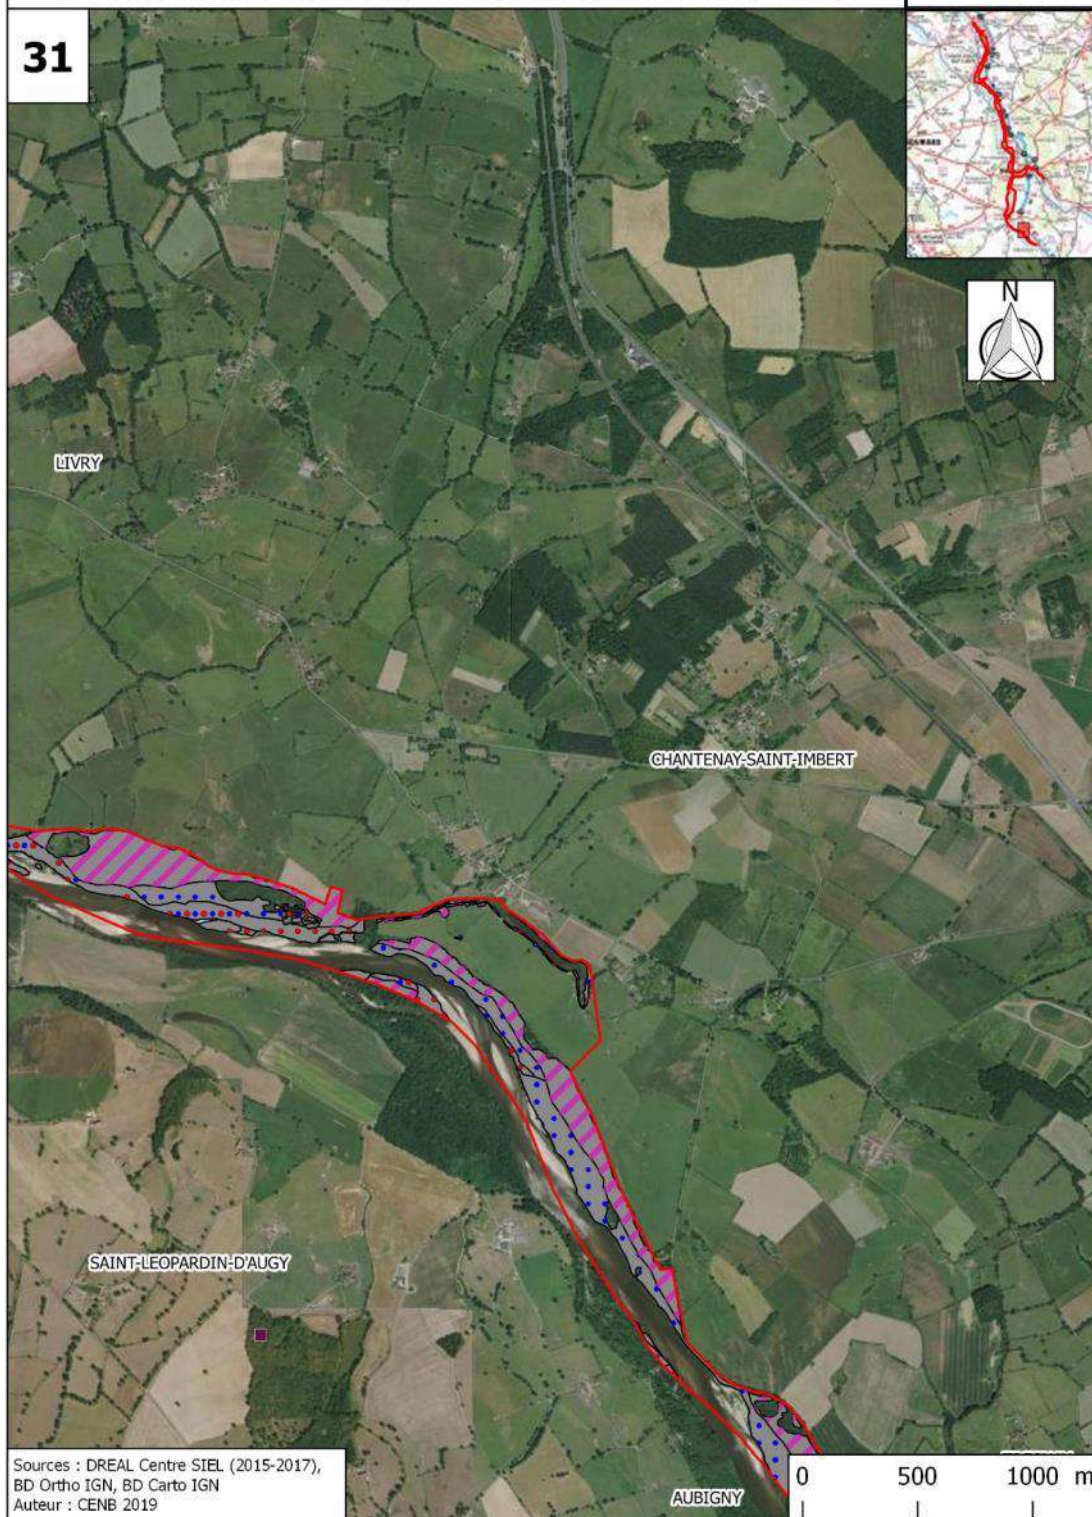 31
N
LIVRY
CHANTENAY-SAINT-IMBERT
SAINT-LEOPARDIN-D'AUGY
AUBIGNY
Sources : DREAL Centre SIEL (2015-2017),
BD Ortho IGN, BD Carto IGN
Auteur : CENB 2019
0 500 1000 m